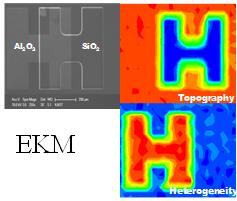 Al₂O₃ SiO₂
Topography
EKM
Heterogeneity